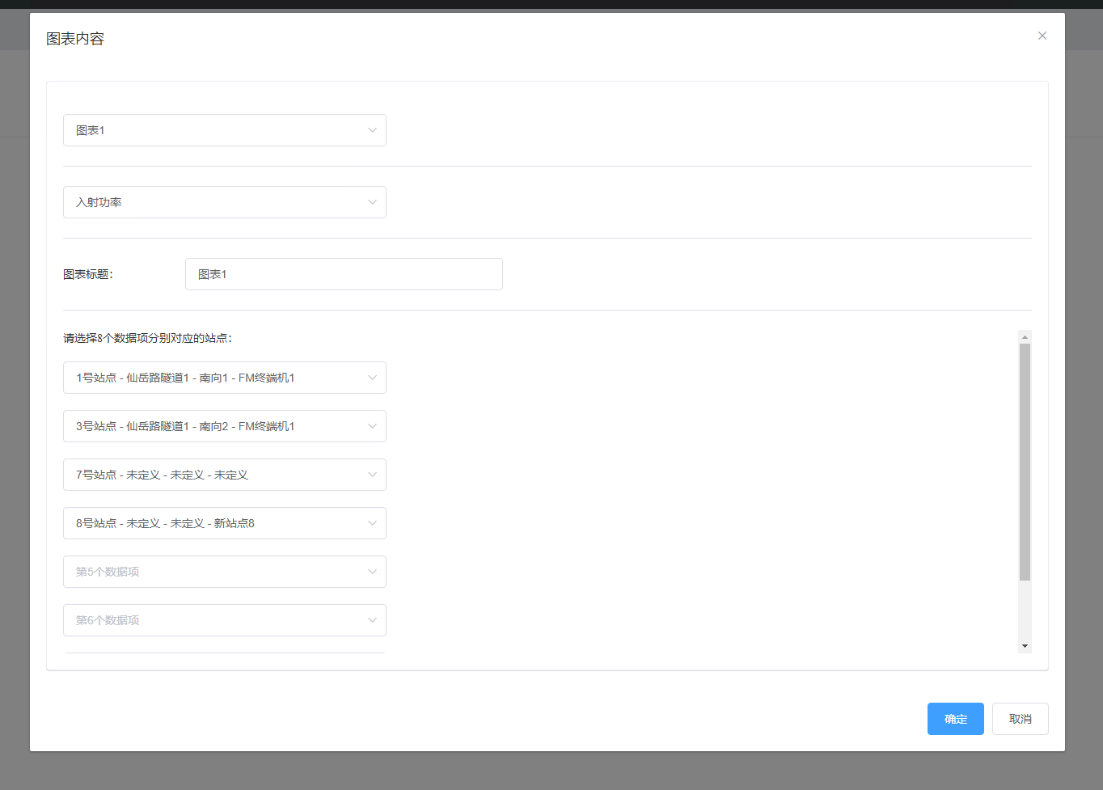 图表内容
图表1
入射功率
图表标题:
图表1
请选择8个数据项分别对应的站点:
1号站点 - 仙岳路隧道1 - 南向1 - FM终端机1
3号站点 - 仙岳路隧道1 - 南向2 - FM终端机1
7号站点 - 未定义 - 未定义 - 未定义
8号站点 - 未定义 - 未定义 - 新站点8
第5个数据项
第6个数据项
确定
取消